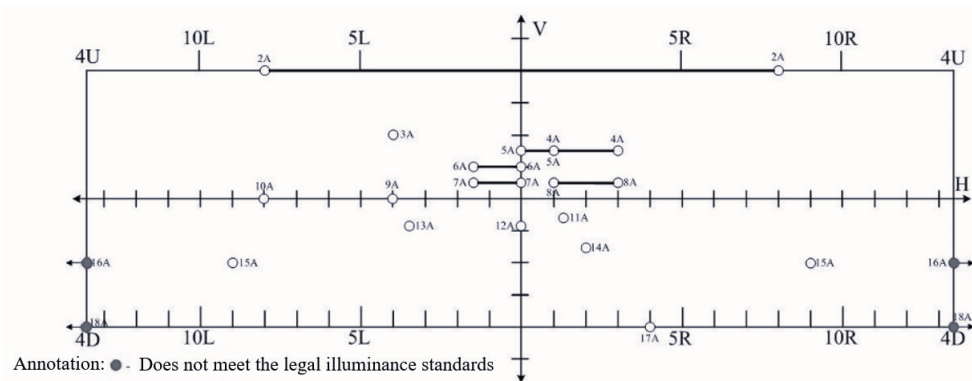 V
10L 5L 5R 10R
4U 2A 2A 4U
3A 4A 4A
5A 5A
6A 6A
7A 7A 8A 8A
10A 9A H
13A 12A 11A
14A
16A 15A 15A 16A
18A 18A
4D 10L 5L 17A 5R 10R 4D
Annotation: - Does not meet the legal illuminance standards